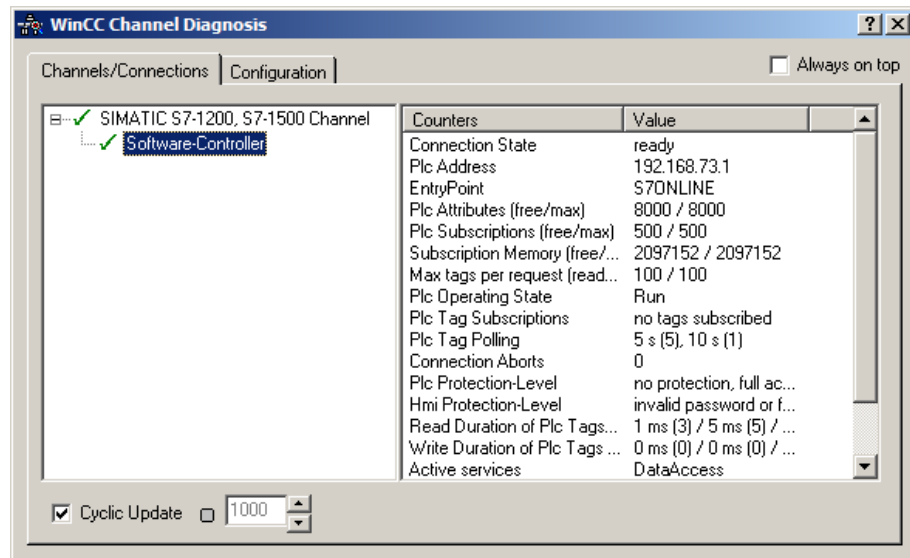 WinCC Channel Diagnosis
Channels/Connections Configuration Always on top
SIMATIC S7-1200, S7-1500 Channel
Software-Controller
Counters Value
Connection State ready
Plc Address 192.168.73.1
EntryPoint S7ONLINE
Plc Attributes (free/max) 8000 / 8000
Plc Subscriptions (free/max) 500 / 500
Subscription Memory (free/... 2097152 / 2097152
Max tags per request (read... 100 / 100
Plc Operating State Run
Plc Tag Subscriptions no tags subscribed
Plc Tag Polling 5 s (5), 10 s (1)
Connection Aborts 0
Plc Protection-Level no protection, full ac...
Hmi Protection-Level invalid password or f...
Read Duration of Plc Tags... 1 ms (3) / 5 ms (5) / ...
Write Duration of Plc Tags ... 0 ms (0) / 0 ms (0) / ...
Active services DataAccess
Cyclic Update 1000